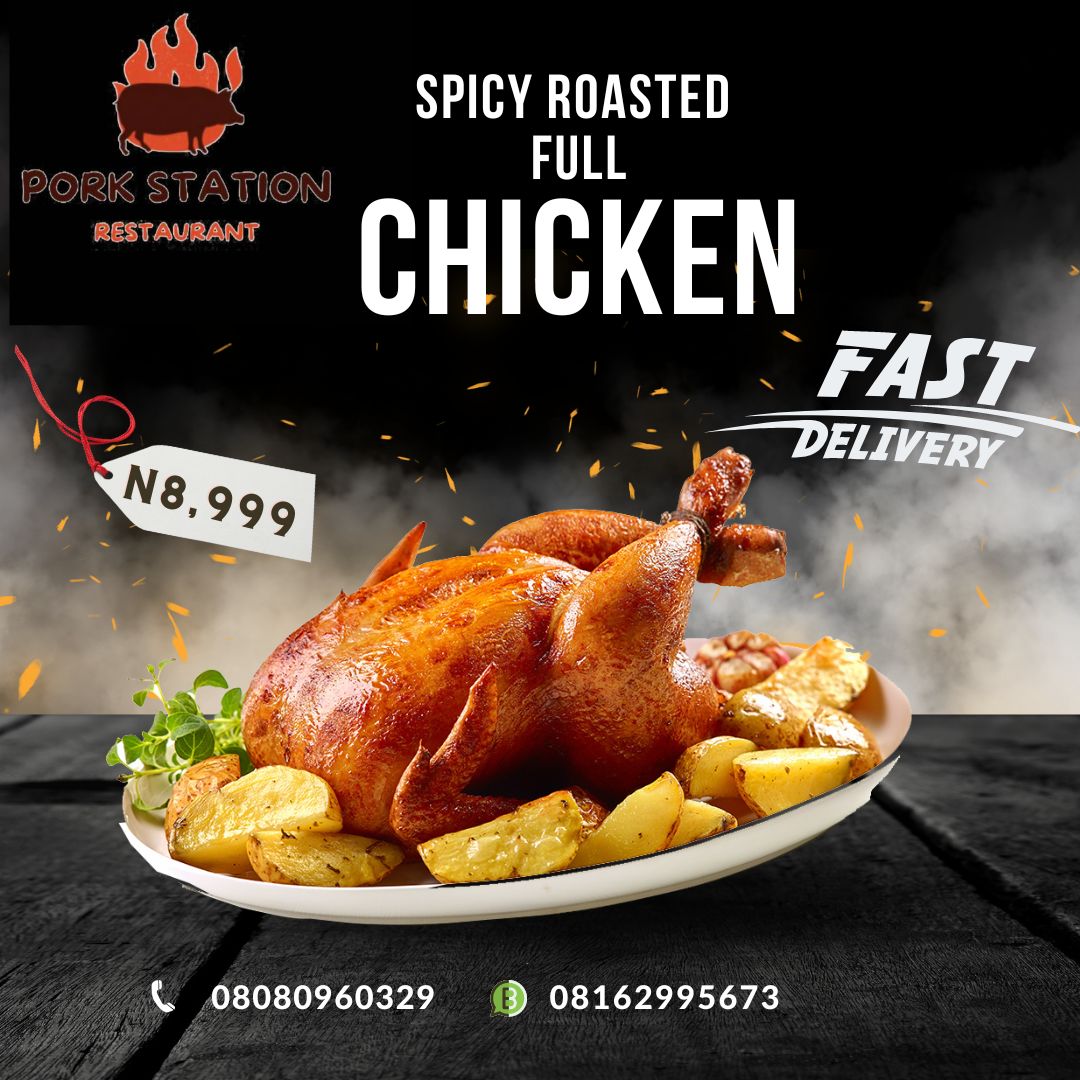 PORK STATION
RESTAURANT
SPICY ROASTED
FULL
CHICKEN
FAST
DELIVERY
N8,999
08080960329
08162995673